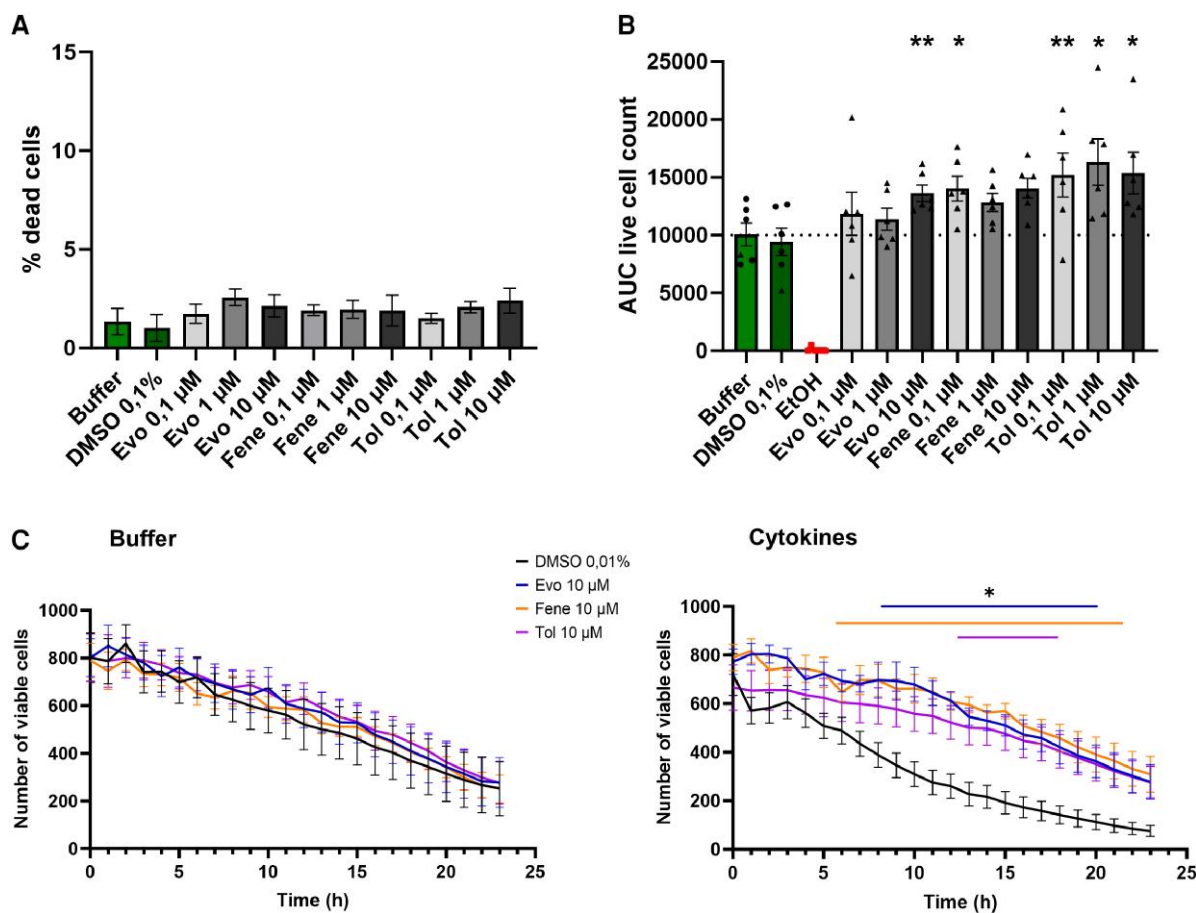 A
% dead cells
15
10
5
0
Buffer
DMSO 0,1%
Evo 0,1 µM
Evo 1 µM
Evo 10 µM
Fene 0,1 µM
Fene 1 µM
Fene 10 µM
Tol 0,1 µM
Tol 1 µM
Tol 10 µM
B
** * ** * *
AUC live cell count
25000
20000
15000
10000
5000
0
Buffer
DMSO 0,1%
EtOH
Evo 0,1 µM
Evo 1 µM
Evo 10 µM
Fene 0,1 µM
Fene 1 µM
Fene 10 µM
Tol 0,1 µM
Tol 1 µM
Tol 10 µM
C
Buffer
Number of viable cells
1000
800
600
400
200
0
0 5 10 15 20 25
Time (h)
DMSO 0,01%
Evo 10 µM
Fene 10 µM
Tol 10 µM
Cytokines
*
Number of viable cells
1000
800
600
400
200
0
0 5 10 15 20 25
Time (h)